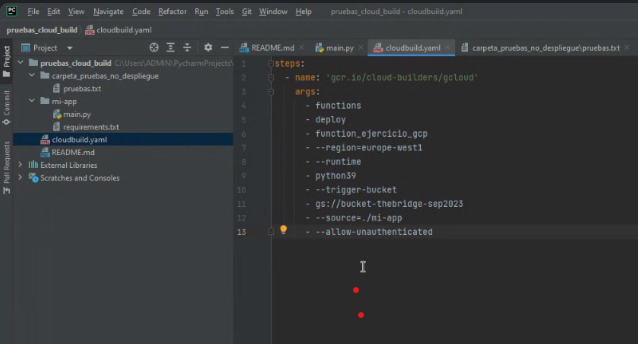 File Edit View Navigate Code Refactor Run Tools Git Window Help pruebas_cloud_build - cloudbuild.yaml
pruebas_cloud_build cloudbuild.yaml
Project
README.md main.py cloudbuild.yaml carpeta_pruebas_no_despliegue\pruebas.txt
Project
Commit
Pull Requests
pruebas_cloud_build C:\Users\ADMIN\PycharmProjects\
carpeta_pruebas_no_despliegue
pruebas.txt
mi-app
main.py
requirements.txt
cloudbuild.yaml
README.md
External Libraries
Scratches and Consoles
1 steps:
2 - name: 'gcr.io/cloud-builders/gcloud'
3 args:
4 - functions
5 - deploy
6 - function_ejercicio_gcp
7 - --region=europe-west1
8 - --runtime
9 - python39
10 - --trigger-bucket
11 - gs://bucket-thebridge-sep2023
12 - --source=./mi-app
13 - --allow-unauthenticated